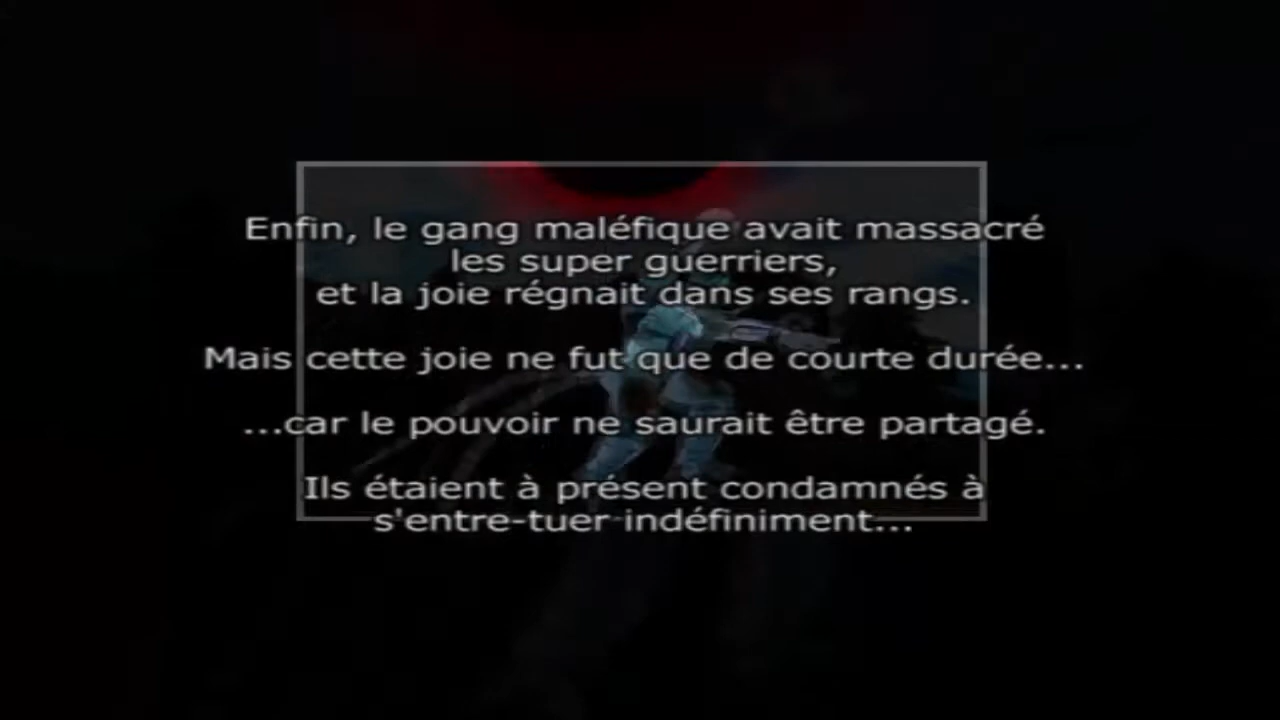 Enfin, le gang maléfique avait massacré
les super guerriers,
et la joie régnait dans ses rangs.
Mais cette joie ne fut que de courte durée...
...car le pouvoir ne saurait être partagé.
Ils étaient à présent condamnés à
s'entre-tuer indéfiniment...